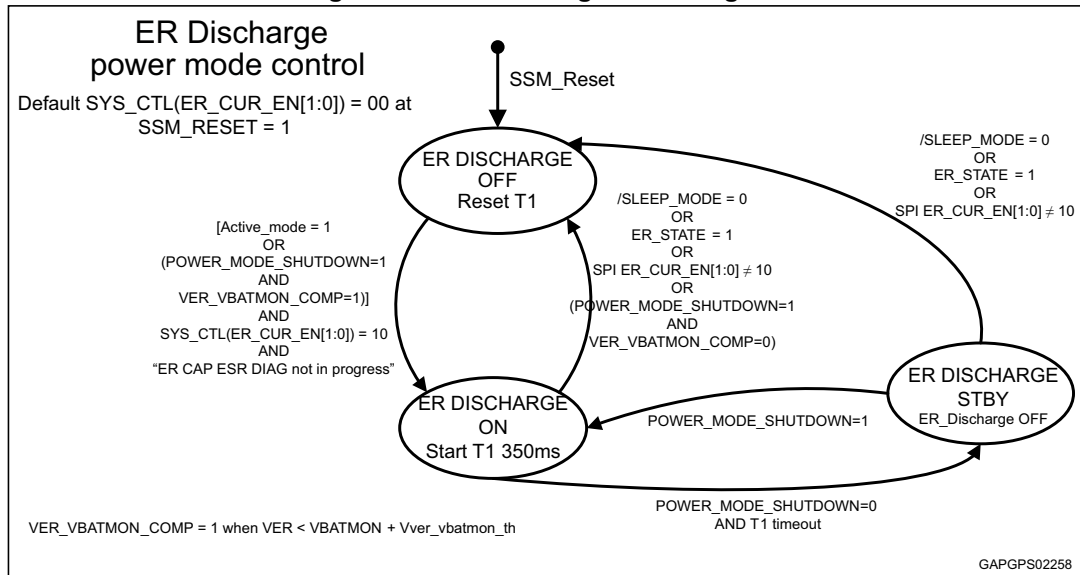 ER Discharge
power mode control
Default SYS_CTL(ER_CUR_EN[1:0]) = 00 at
SSM_RESET = 1
SSM_Reset
ER DISCHARGE
OFF
Reset T1
/SLEEP_MODE = 0
OR
ER_STATE = 1
OR
SPI ER_CUR_EN[1:0] ≠ 10
[Active_mode = 1
OR
(POWER_MODE_SHUTDOWN=1
AND
VER_VBATMON_COMP=1)]
AND
SYS_CTL(ER_CUR_EN[1:0]) = 10
AND
“ER CAP ESR DIAG not in progress”
/SLEEP_MODE = 0
OR
ER_STATE = 1
OR
SPI ER_CUR_EN[1:0] ≠ 10
OR
(POWER_MODE_SHUTDOWN=1
AND
VER_VBATMON_COMP=0)
ER DISCHARGE
STBY
ER_Discharge OFF
ER DISCHARGE
ON
Start T1 350ms
POWER_MODE_SHUTDOWN=1
POWER_MODE_SHUTDOWN=0
AND T1 timeout
VER_VBATMON_COMP = 1 when VER < VBATMON + Vver_vbatmon_th
GAPGPS02258